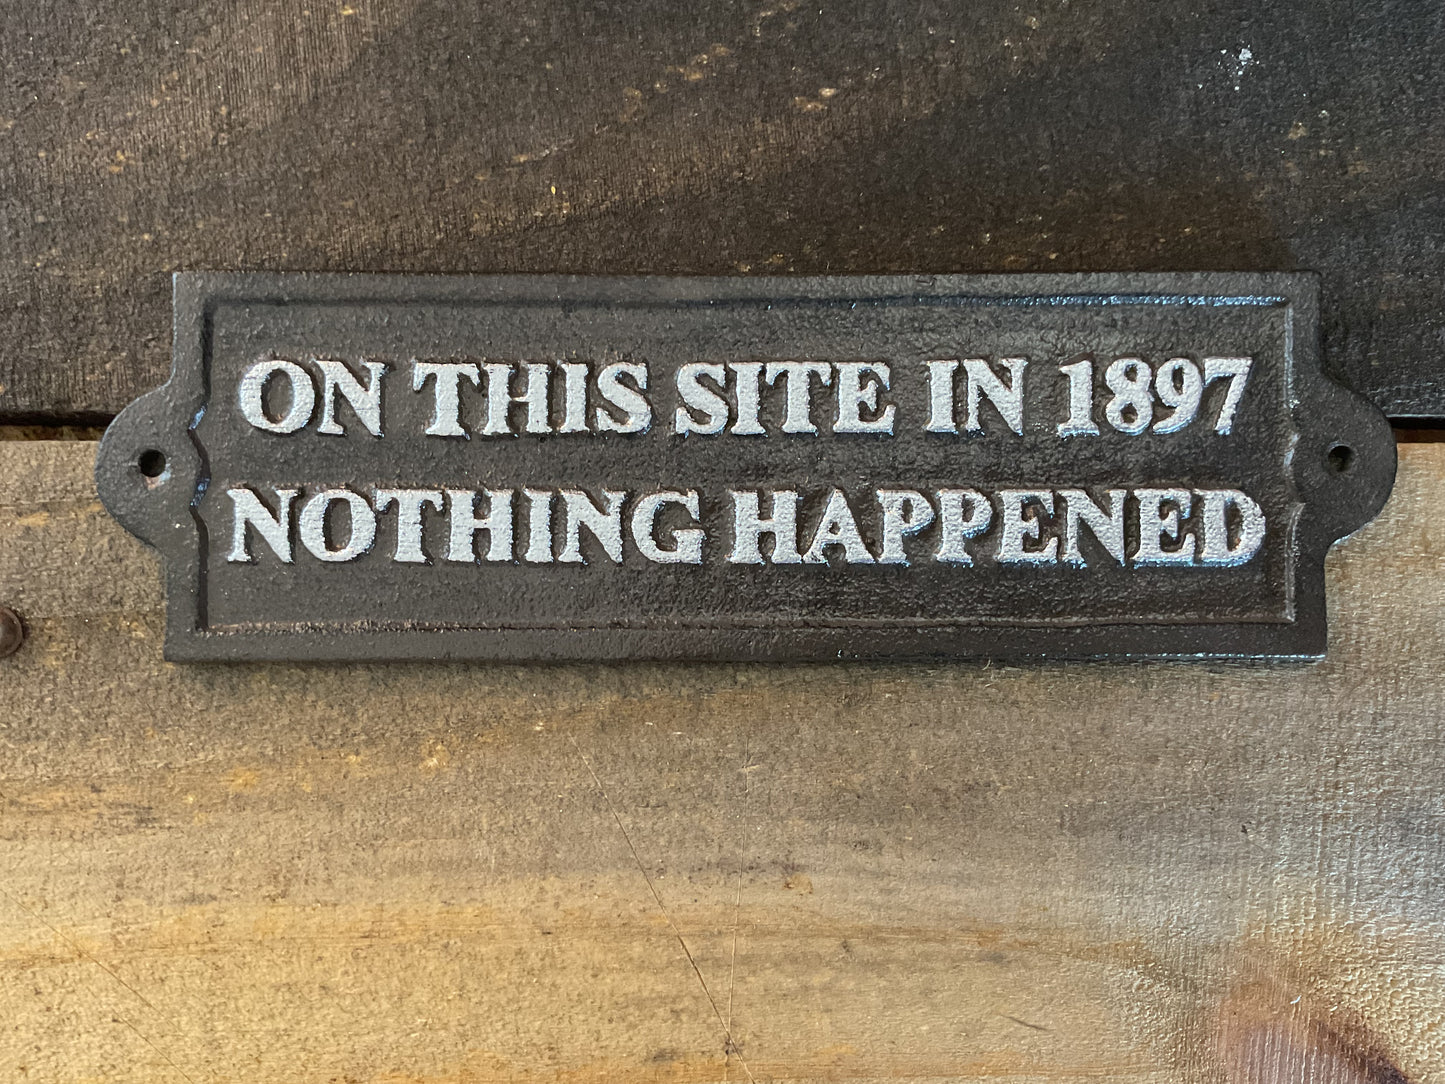 ON THIS SITE IN 1897
NOTHING HAPPENED